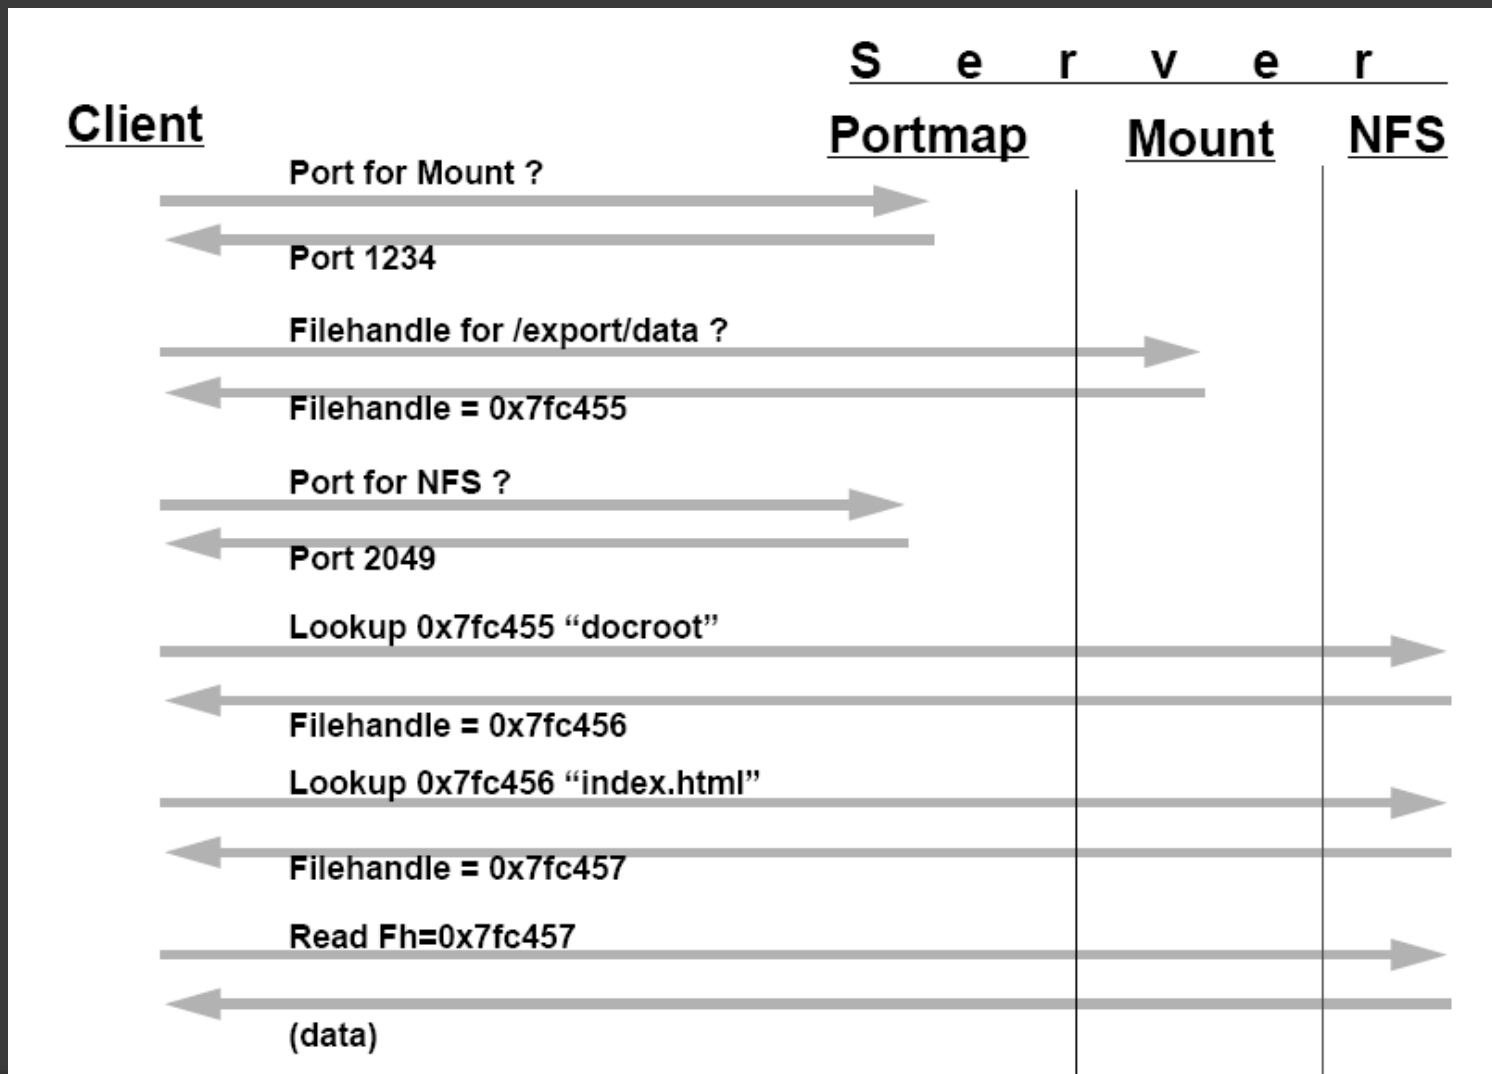 S e r v e r
Client
Portmap
Mount
NFS
Port for Mount ?
Port 1234
Filehandle for /export/data ?
Filehandle = 0x7fc455
Port for NFS ?
Port 2049
Lookup 0x7fc455 “docroot”
Filehandle = 0x7fc456
Lookup 0x7fc456 “index.html”
Filehandle = 0x7fc457
Read Fh=0x7fc457
(data)